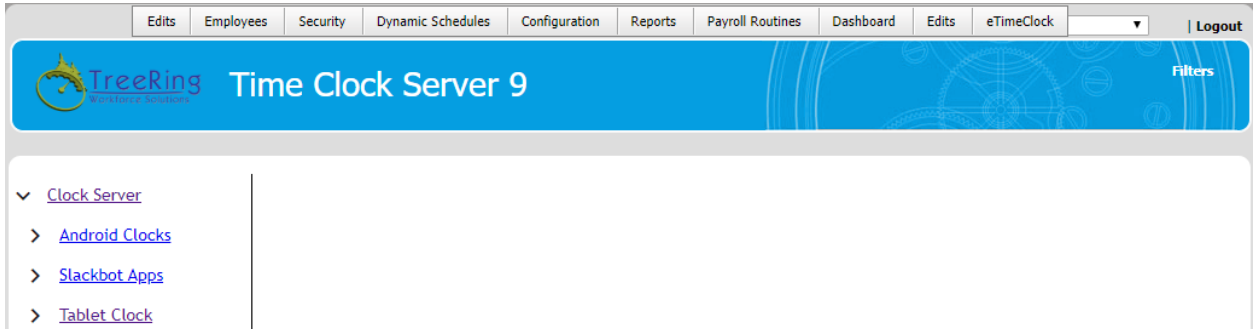 Edits Employees Security Dynamic Schedules Configuration Reports Payroll Routines Dashboard Edits eTimeClock | Logout
TreeRing
Workforce Solutions
Time Clock Server 9
Filters
Clock Server
Android Clocks
Slackbot Apps
Tablet Clock